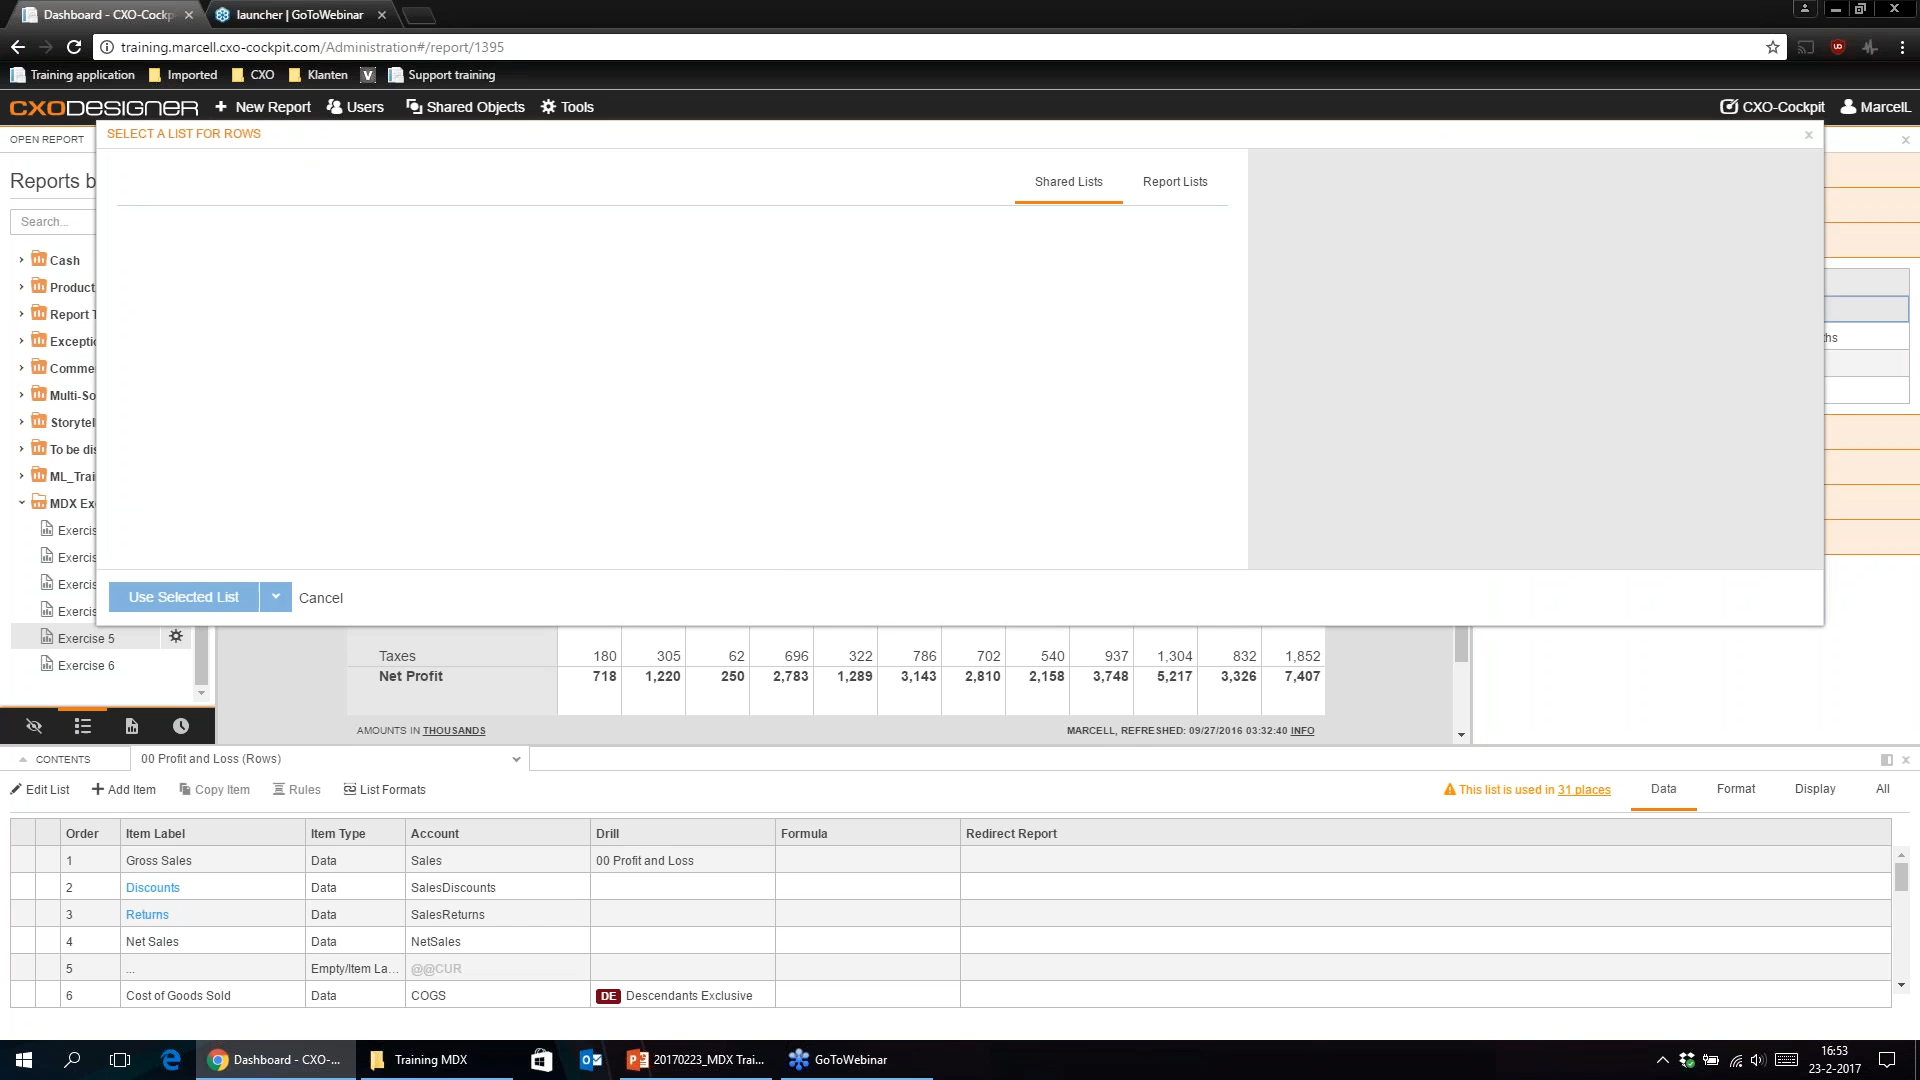 Dashboard - CXO-Cockp
launcher | GoToWebinar
training.marcell.cxo-cockpit.com/Administration#/report/1395
Training application
Imported
CXO
Klanten
V
Support training
CXODESIGNER
New Report
Users
Shared Objects
Tools
CXO-Cockpit
MarcelL
OPEN REPORT
SELECT A LIST FOR ROWS
Reports b
Search...
Shared Lists
Report Lists
Cash
Product
Report T
Excepti
Comme
Multi-So
Storytel
To be dis
ML_Trai
MDX Ex
Exercis
Exercis
Exercis
Exercis
Exercise 5
Exercise 6
ths
Use Selected List
Cancel
Taxes 180 305 62 696 322 786 702 540 937 1,304 832 1,852
Net Profit 718 1,220 250 2,783 1,289 3,143 2,810 2,158 3,748 5,217 3,326 7,407
AMOUNTS IN THOUSANDS
MARCELL, REFRESHED: 09/27/2016 03:32:40 INFO
CONTENTS
00 Profit and Loss (Rows)
Edit List
Add Item
Copy Item
Rules
List Formats
This list is used in 31 places
Data
Format
Display
All
Order Item Label Item Type Account Drill Formula Redirect Report
1 Gross Sales Data Sales 00 Profit and Loss
2 Discounts Data SalesDiscounts
3 Returns Data SalesReturns
4 Net Sales Data NetSales
5 ... Empty/Item La... @@CUR
6 Cost of Goods Sold Data COGS DE Descendants Exclusive
Dashboard - CXO-...
Training MDX
20170223_MDX Trai...
GoToWebinar
16:53
23-2-2017